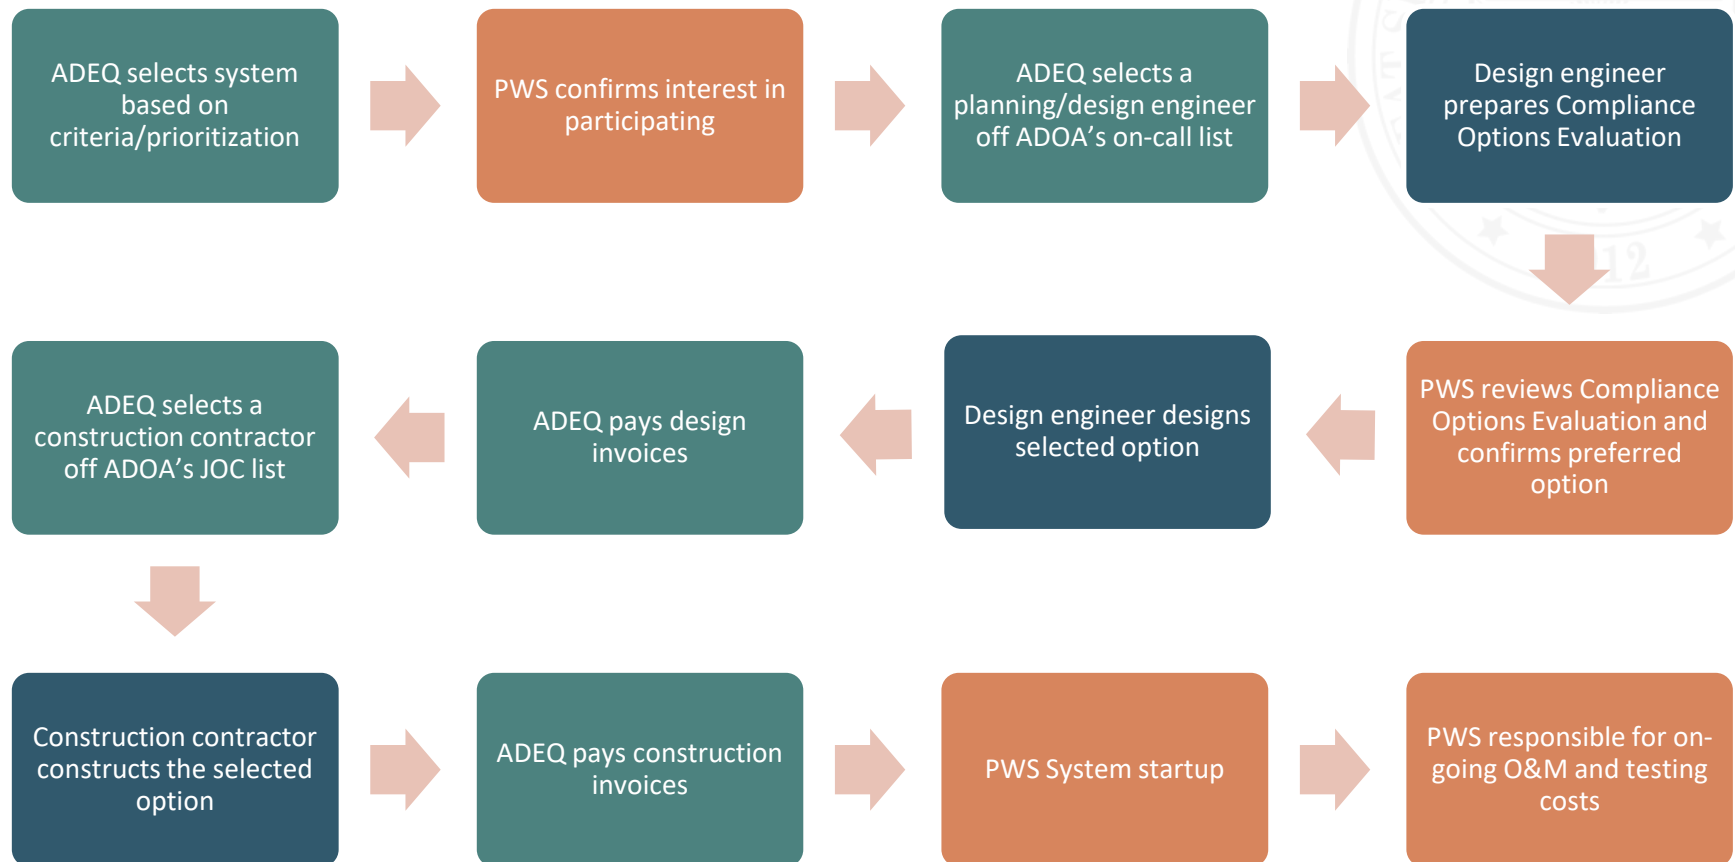 ADEQ selects system
based on
criteria/prioritization
PWS confirms interest in
participating
ADEQ selects a
planning/design engineer
off ADOA’s on-call list
Design engineer
prepares Compliance
Options Evaluation
12
PWS reviews Compliance
Options Evaluation and
confirms preferred
option
Design engineer designs
selected option
ADEQ pays design
invoices
ADEQ selects a
construction contractor
off ADOA’s JOC list
Construction contractor
constructs the selected
option
ADEQ pays construction
invoices
PWS System startup
PWS responsible for on-
going O&M and testing
costs